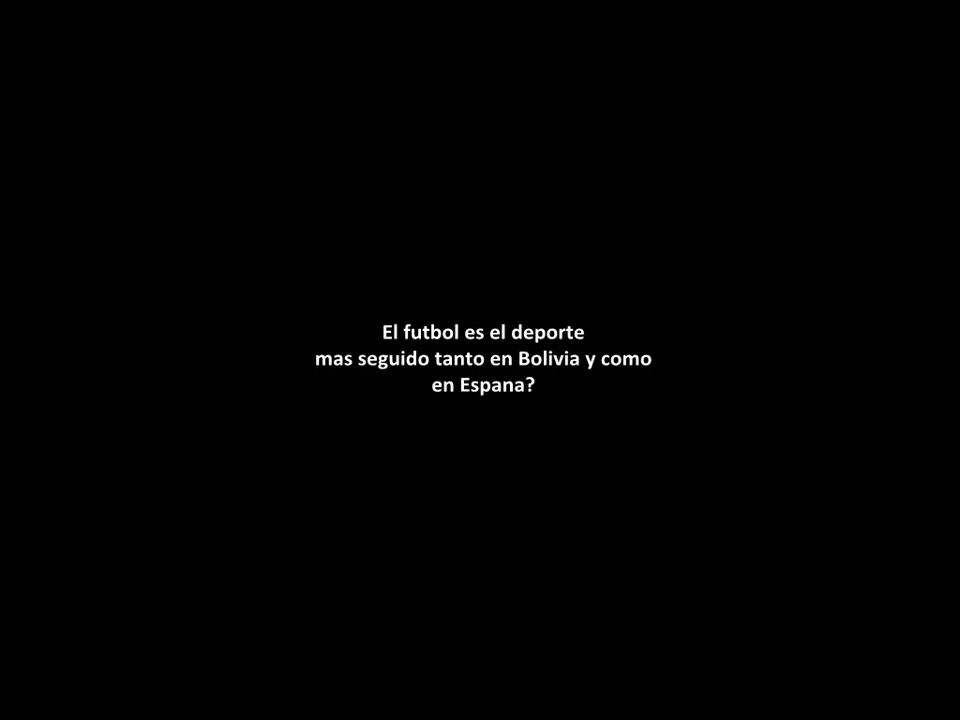 El futbol es el deporte
mas seguido tanto en Bolivia y como
en Espana?